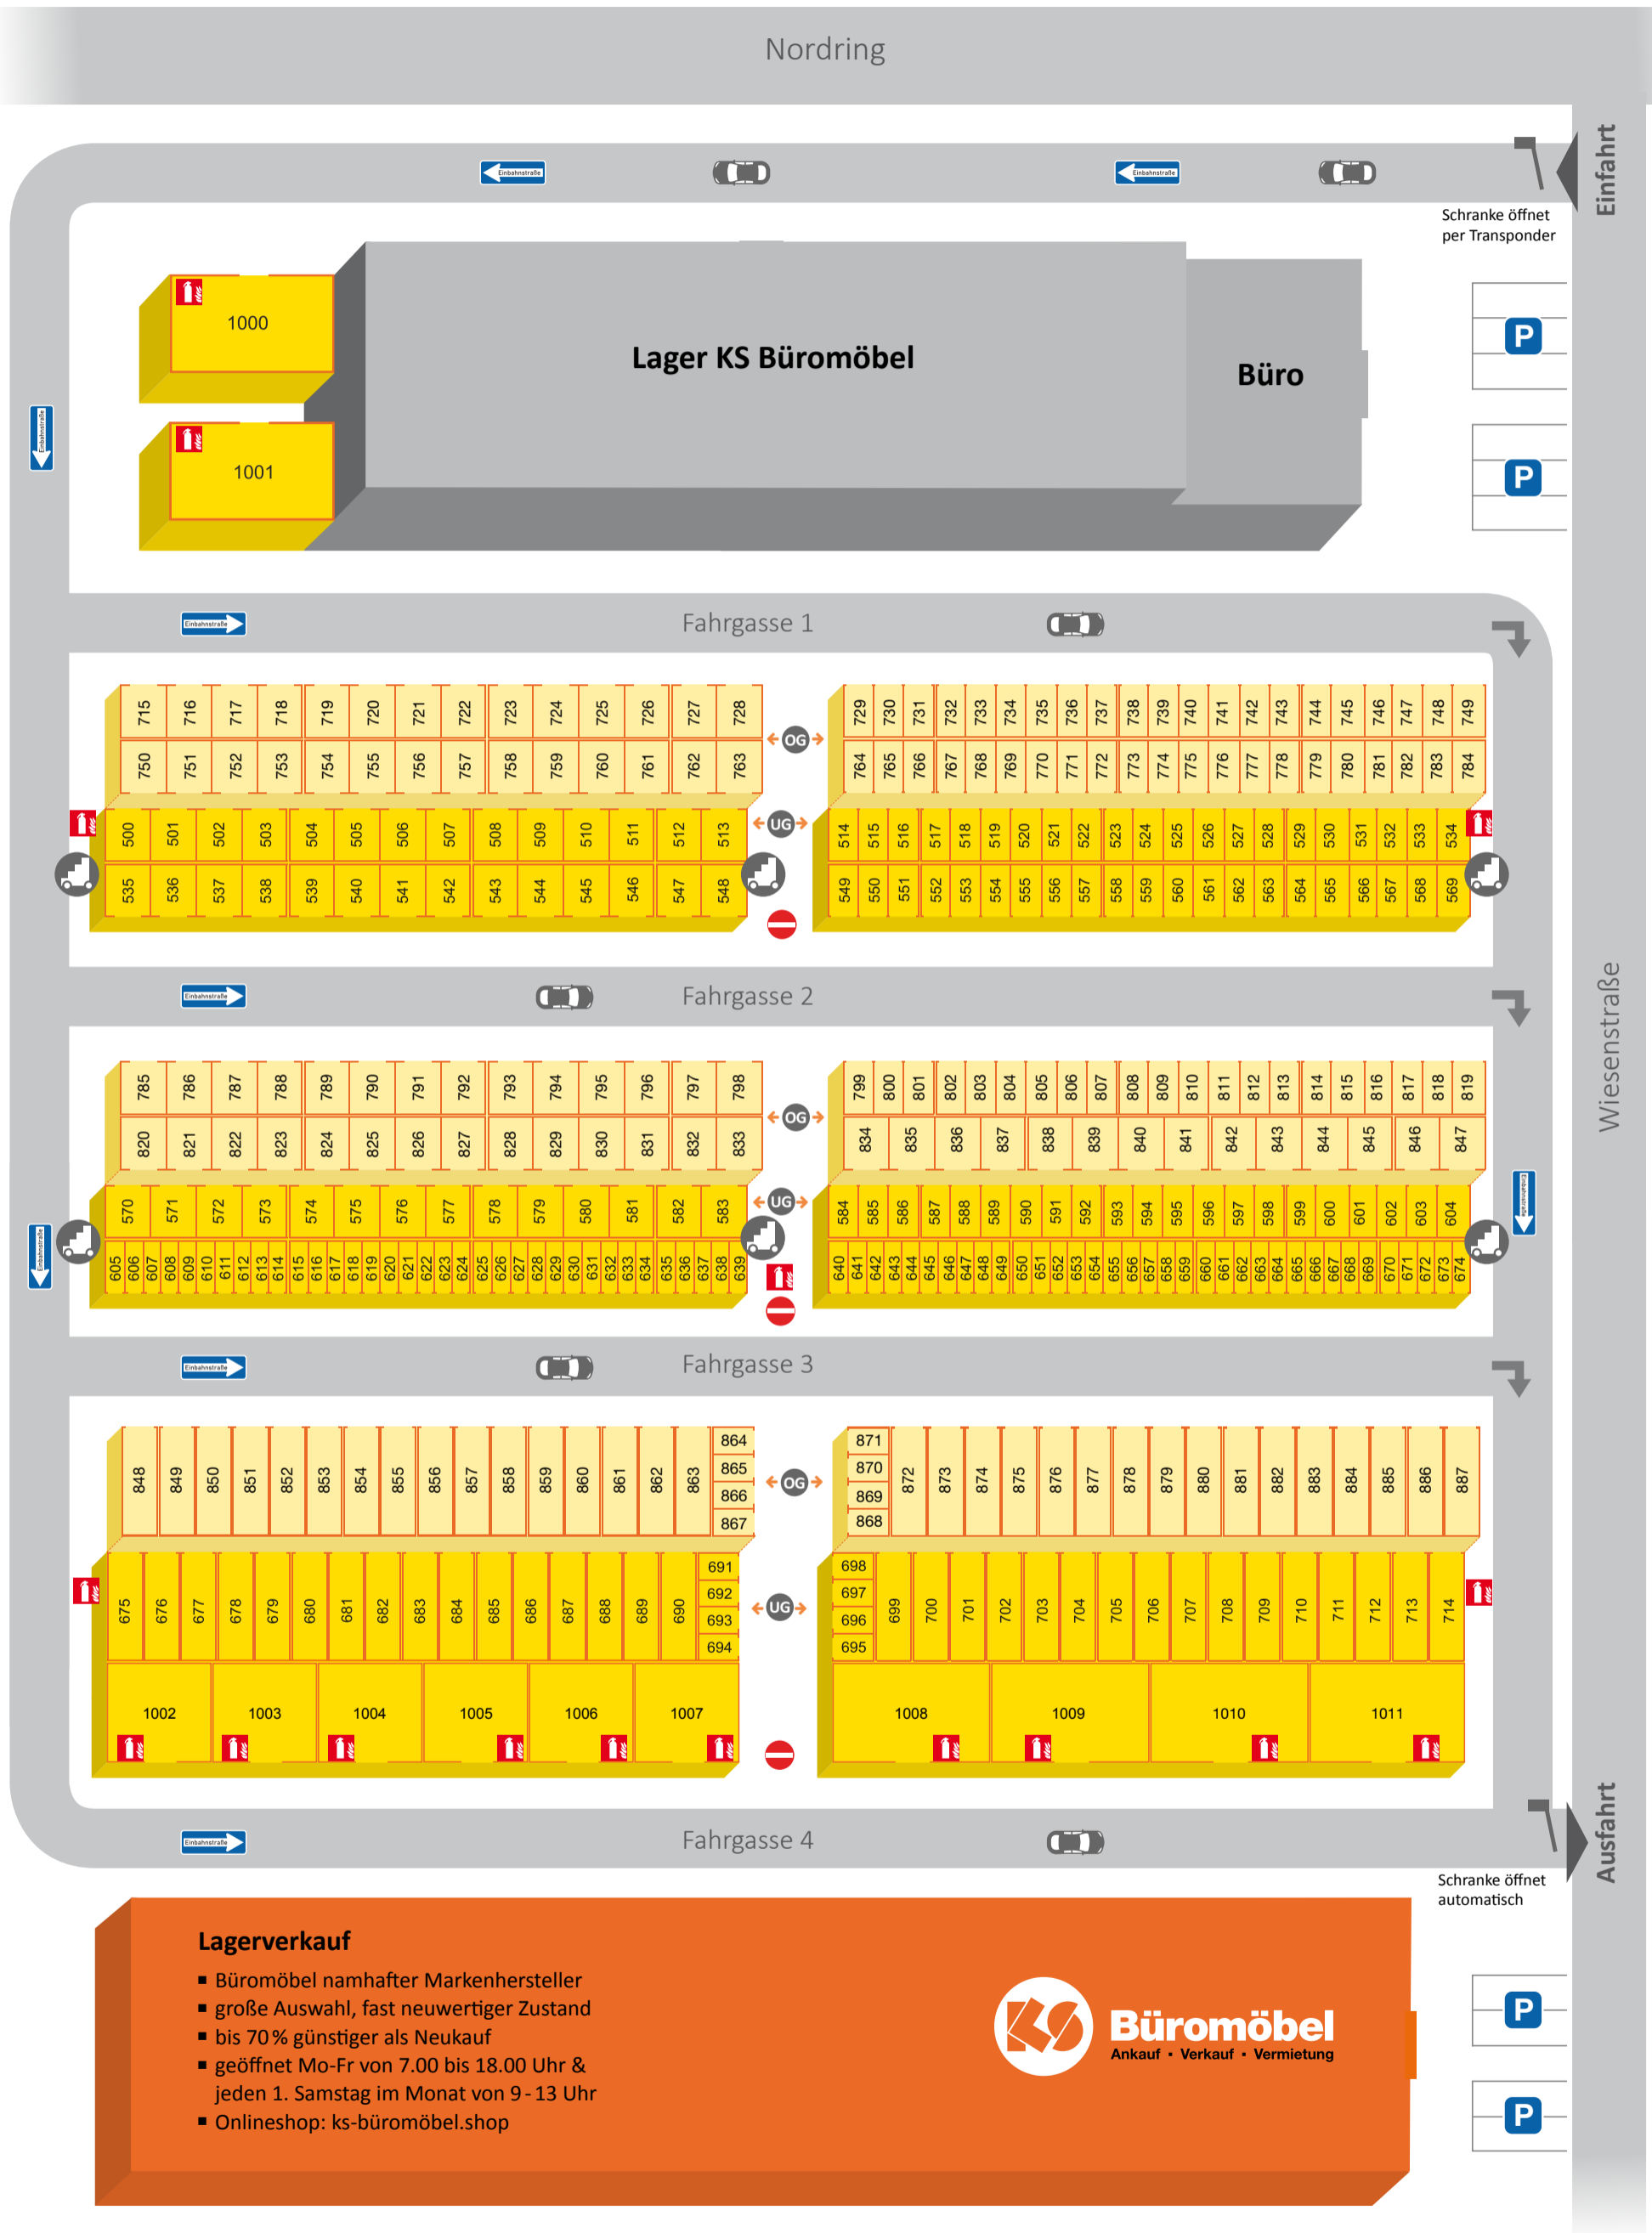 Nordring
Einbahnstraße
Einbahnstraße
Einfahrt
Schranke öffnet
per Transponder
1000
Lager KS Büromöbel
Büro
P
Einbahnstraße
1001
P
Einbahnstraße
Fahrgasse 1
715 716 717 718 719 720 721 722 723 724 725 726 727 728
729 730 731 732 733 734 735 736 737 738 739 740 741 742 743 744 745 746 747 748 749
OG
750 751 752 753 754 755 756 757 758 759 760 761 762 763
764 765 766 767 768 769 770 771 772 773 774 775 776 777 778 779 780 781 782 783 784
500 501 502 503 504 505 506 507 508 509 510 511 512 513
UG
514 515 516 517 518 519 520 521 522 523 524 525 526 527 528 529 530 531 532 533 534
535 536 537 538 539 540 541 542 543 544 545 546 547 548
549 550 551 552 553 554 555 556 557 558 559 560 561 562 563 564 565 566 567 568 569
Einbahnstraße
Fahrgasse 2
Wiesenstraße
785 786 787 788 789 790 791 792 793 794 795 796 797 798
799 800 801 802 803 804 805 806 807 808 809 810 811 812 813 814 815 816 817 818 819
OG
820 821 822 823 824 825 826 827 828 829 830 831 832 833
834 835 836 837 838 839 840 841 842 843 844 845 846 847
570 571 572 573 574 575 576 577 578 579 580 581 582 583
UG
584 585 586 587 588 589 590 591 592 593 594 595 596 597 598 599 600 601 602 603 604
Einbahnstraße
Einbahnstraße
605 606 607 608 609 610 611 612 613 614 615 616 617 618 619 620 621 622 623 624 625 626 627 628 629 630 631 632 633 634 635 636 637 638 639
640 641 642 643 644 645 646 647 648 649 650 651 652 653 654 655 656 657 658 659 660 661 662 663 664 665 666 667 668 669 670 671 672 673 674
Einbahnstraße
Fahrgasse 3
848 849 850 851 852 853 854 855 856 857 858 859 860 861 862 863
864
865
866
867
OG
871
870
869
868
872 873 874 875 876 877 878 879 880 881 882 883 884 885 886 887
675 676 677 678 679 680 681 682 683 684 685 686 687 688 689 690
691
692
693
694
UG
698
697
696
695
699 700 701 702 703 704 705 706 707 708 709 710 711 712 713 714
1002 1003 1004 1005 1006 1007
1008 1009 1010 1011
Einbahnstraße
Fahrgasse 4
Ausfahrt
Schranke öffnet
automatisch
Lagerverkauf
▪ Büromöbel namhafter Markenhersteller
▪ große Auswahl, fast neuwertiger Zustand
▪ bis 70 % günstiger als Neukauf
▪ geöffnet Mo-Fr von 7.00 bis 18.00 Uhr &
jeden 1. Samstag im Monat von 9 - 13 Uhr
▪ Onlineshop: ks-büromöbel.shop
KS Büromöbel
Ankauf ▪ Verkauf ▪ Vermietung
P
P